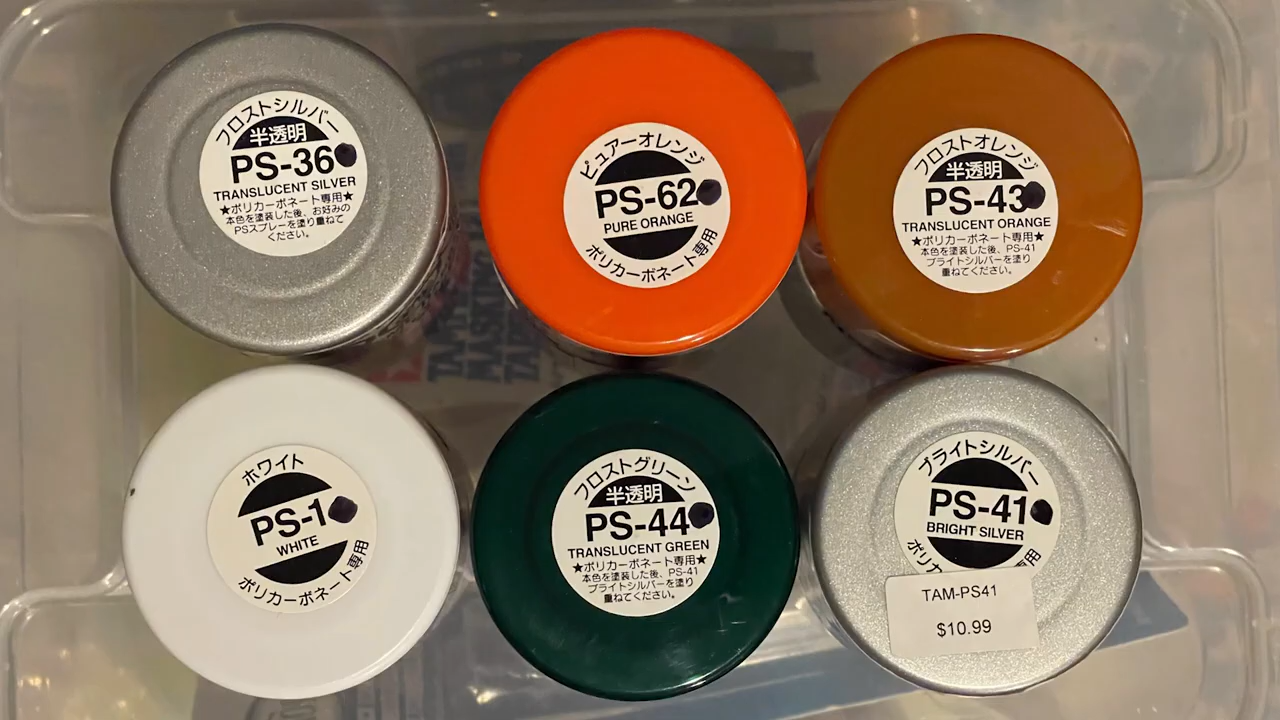 フロストシルバー
半透明
PS-36
TRANSLUCENT SILVER
★ポリカーボネート専用★
本色を塗装した後、お好みの
PSスプレーを塗り重ねて
ください。
ピュアーオレンジ
PS-62
PURE ORANGE
ポリカーボネート専用
フロストオレンジ
半透明
PS-43
TRANSLUCENT ORANGE
★ポリカーボネート専用★
本色を塗装した後、PS-41
ブライトシルバーを塗り
重ねてください。
ホワイト
PS-1
WHITE
ポリカーボネート専用
フロストグリーン
半透明
PS-44
TRANSLUCENT GREEN
★ポリカーボネート専用★
本色を塗装した後、PS-41
ブライトシルバーを塗り
重ねてください。
ブライトシルバー
PS-41
BRIGHT SILVER
TAM-PS41
$10.99